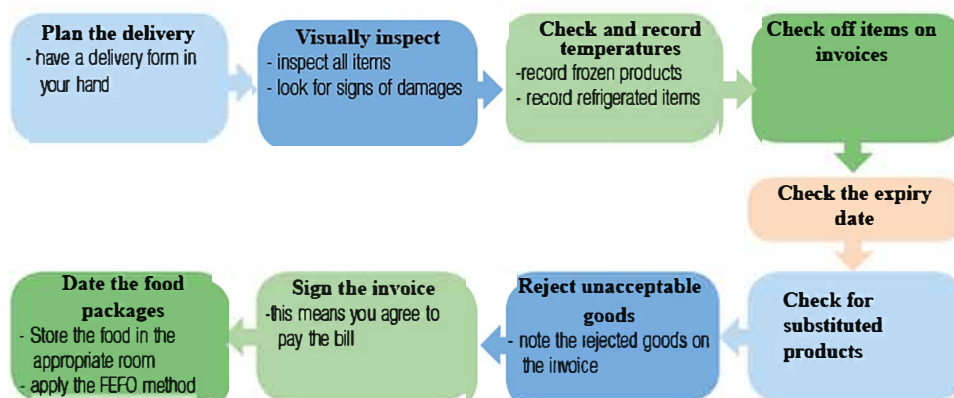 Plan the delivery
- have a delivery form in
your hand
Visually inspect
- inspect all items
- look for signs of damages
Check and record
temperatures
-record frozen products
- record refrigerated items
Check off items on
invoices
Check the expiry
date
Check for
substituted
products
Reject unacceptable
goods
- note the rejected goods on
the invoice
Sign the invoice
-this means you agree to
pay the bill
Date the food
packages
- Store the food in the
appropriate room
- apply the FEFO method